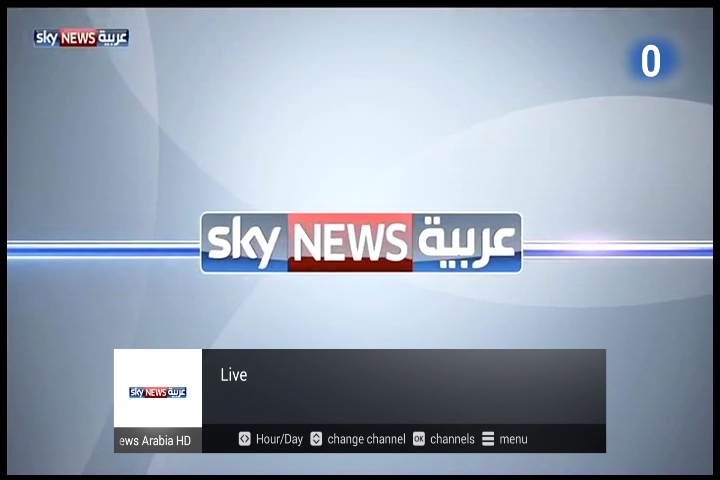 sky NEWS عربية
0
sky NEWS عربية
Live
sky NEWS عربية
ews Arabia HD
Hour/Day
change channel
OK channels
menu